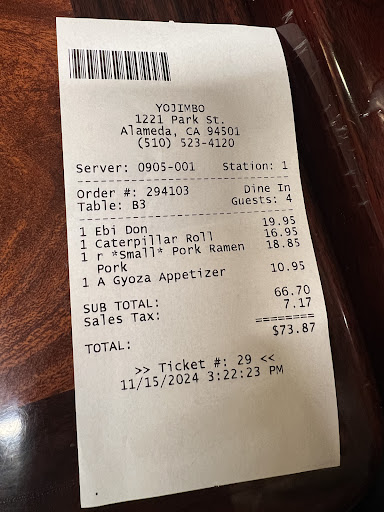 YOJIMBO
1221 Park St.
Alameda, CA 94501
(510) 523-4120
Server: 0905-001 Station: 1
Order #: 294103 Dine In
Table: B3 Guests: 4
1 Ebi Don 19.95
1 Caterpillar Roll 16.95
1 r *Small* Pork Ramen 18.85
Pork
1 A Gyoza Appetizer 10.95
SUB TOTAL: 66.70
Sales Tax: 7.17
========
TOTAL: $73.87
>> Ticket #: 29 <<
11/15/2024 3:22:23 PM